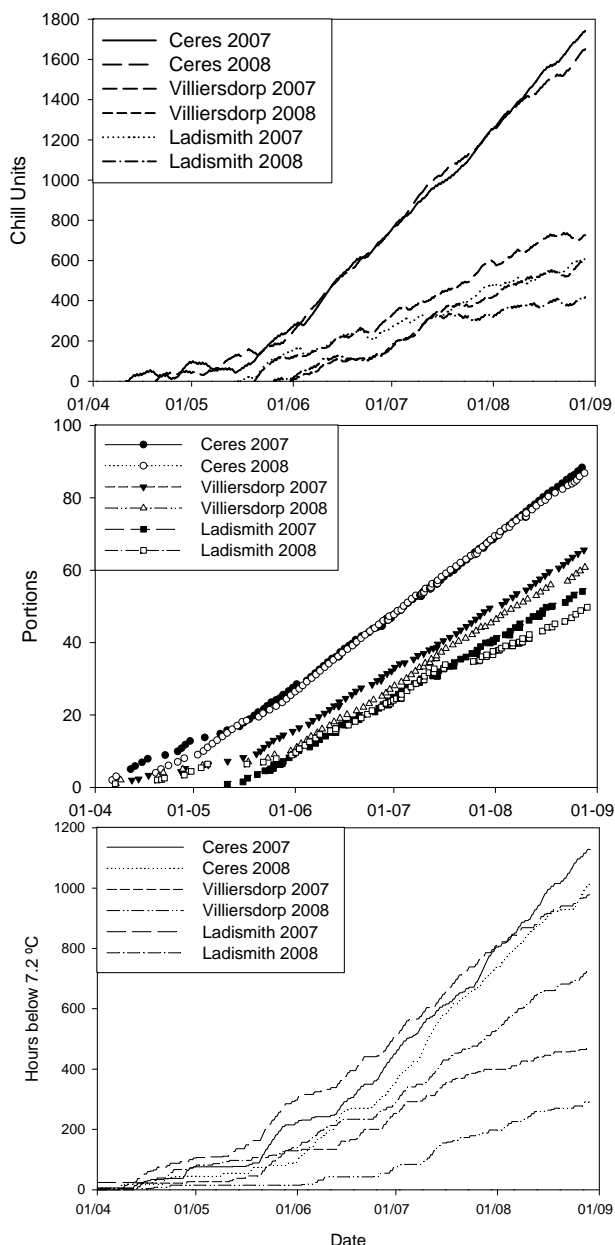 1800
1600
1400
1200
1000
800
600
400
200
0
Chill Units
Ceres 2007
Ceres 2008
Villiersdorp 2007
Villiersdorp 2008
Ladismith 2007
Ladismith 2008
01/04 01/05 01/06 01/07 01/08 01/09
100
80
60
40
20
0
Portions
Ceres 2007
Ceres 2008
Villiersdorp 2007
Villiersdorp 2008
Ladismith 2007
Ladismith 2008
01-04 01-05 01-06 01-07 01-08 01-09
1200
1000
800
600
400
200
0
Hours below 7.2 ºC
Ceres 2007
Ceres 2008
Villiersdorp 2007
Villiersdorp 2008
Ladismith 2007
Ladismith 2008
01/04 01/05 01/06 01/07 01/08 01/09
Date